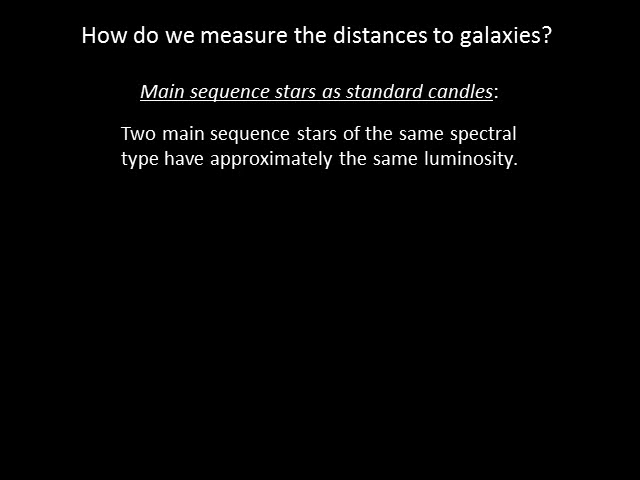 How do we measure the distances to galaxies?
Main sequence stars as standard candles:
Two main sequence stars of the same spectral
type have approximately the same luminosity.